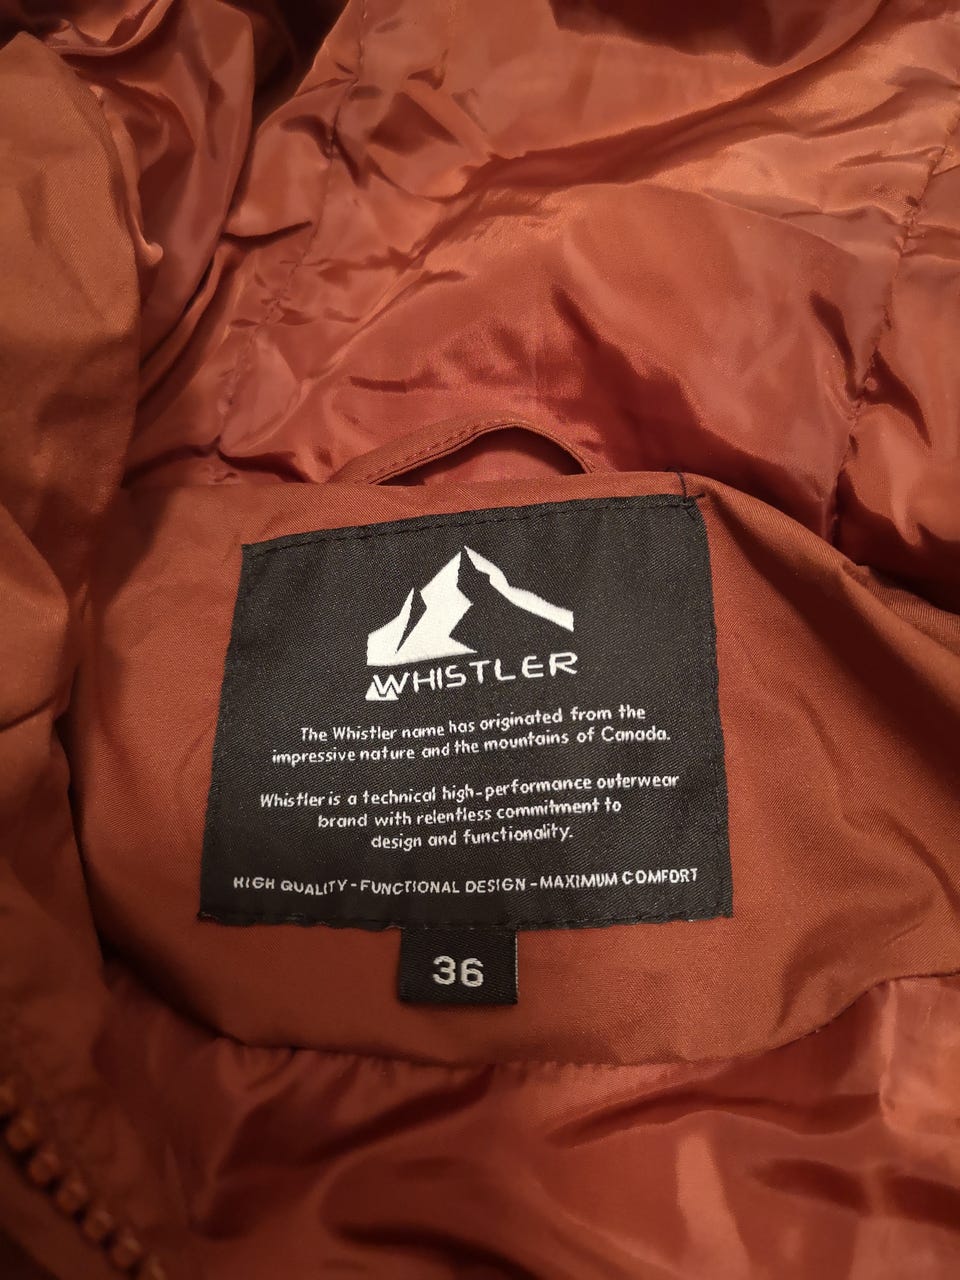 WHISTLER
The Whistler name has originated from the
impressive nature and the mountains of Canada.
Whistler is a technical high-performance outerwear
brand with relentless commitment to
design and functionality.
HIGH QUALITY - FUNCTIONAL DESIGN - MAXIMUM COMFORT
36